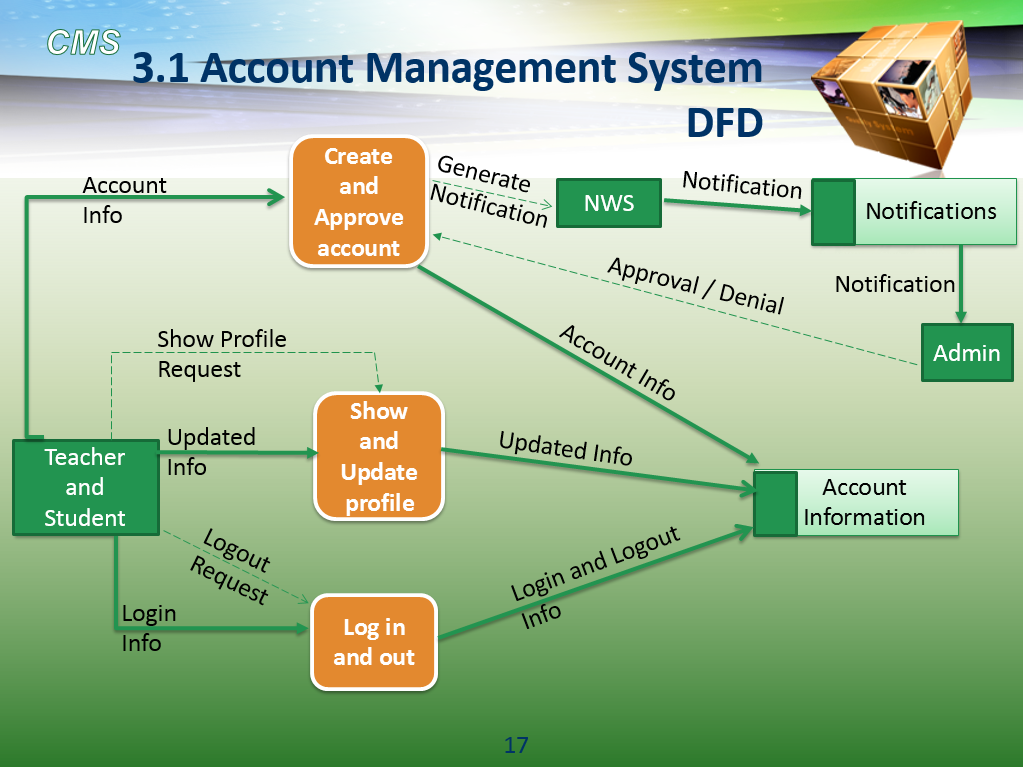 CMS
3.1 Account Management System
DFD
Account
Info
Create
and
Approve
account
Generate
Notification
NWS
Notification
Notifications
Notification
Approval / Denial
Admin
Account Info
Show Profile
Request
Show
and
Update
profile
Updated
Info
Updated Info
Teacher
and
Student
Account
Information
Logout
Request
Login and Logout
Info
Login
Info
Log in
and out
17